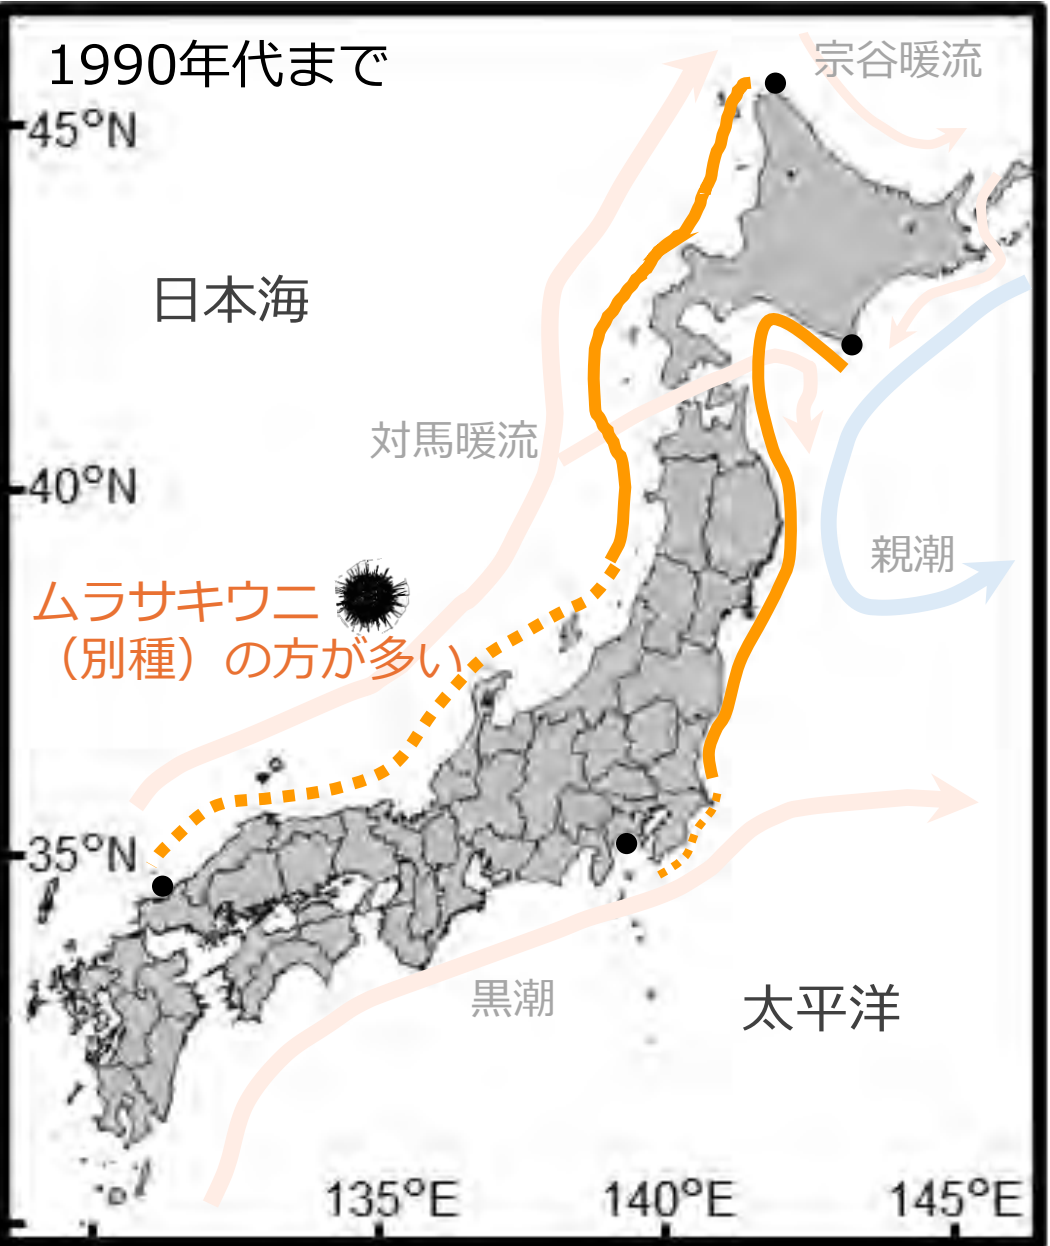 1990年代まで
宗谷暖流
45°N
日本海
対馬暖流
40°N
親潮
ムラサキウニ
（別種）の方が多い
35°N
黒潮
太平洋
135°E
140°E
145°E